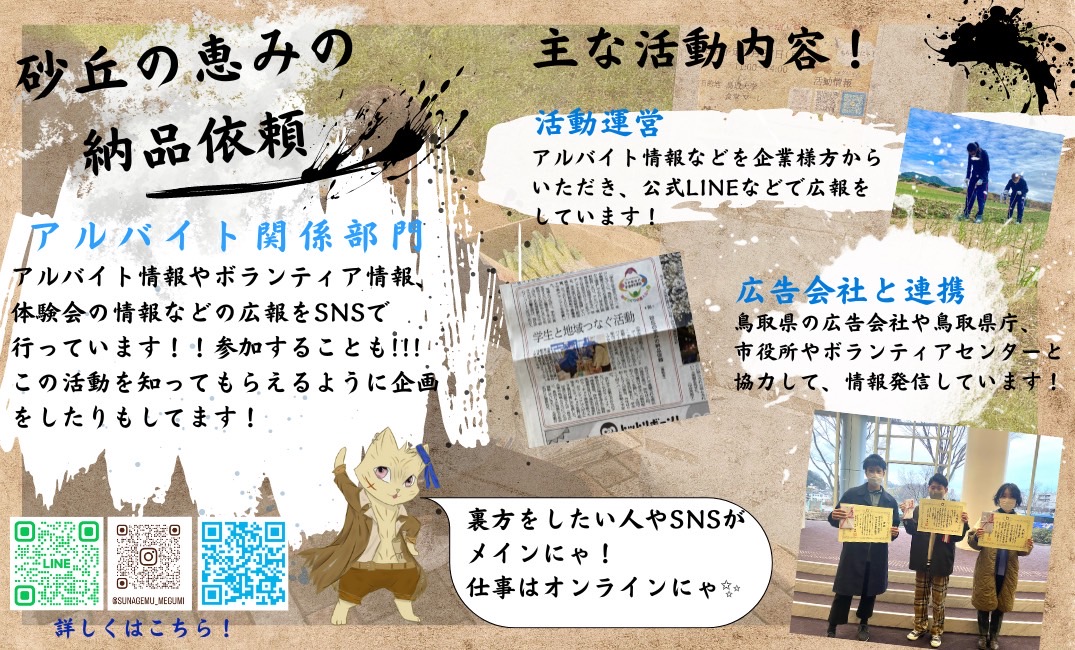 砂丘の恵みの
納品依頼
アルバイト関係部門
アルバイト情報やボランティア情報、
体験会の情報などの広報をSNSで
行っています！！参加することも!!!
この活動を知ってもらえるように企画
をしたりもしてます！
LINE
@SUNAGEMU_MEGUMI
詳しくはこちら！
主な活動内容！
活動運営
アルバイト情報などを企業様方から
いただき、公式LINEなどで広報を
しています！
学生と地域つなぐ活動
広告会社と連携
鳥取県の広告会社や鳥取県庁、
市役所やボランティアセンターと
協力して、情報発信しています！
裏方をしたい人やSNSが
メインにゃ！
仕事はオンラインにゃ✨
活動情報